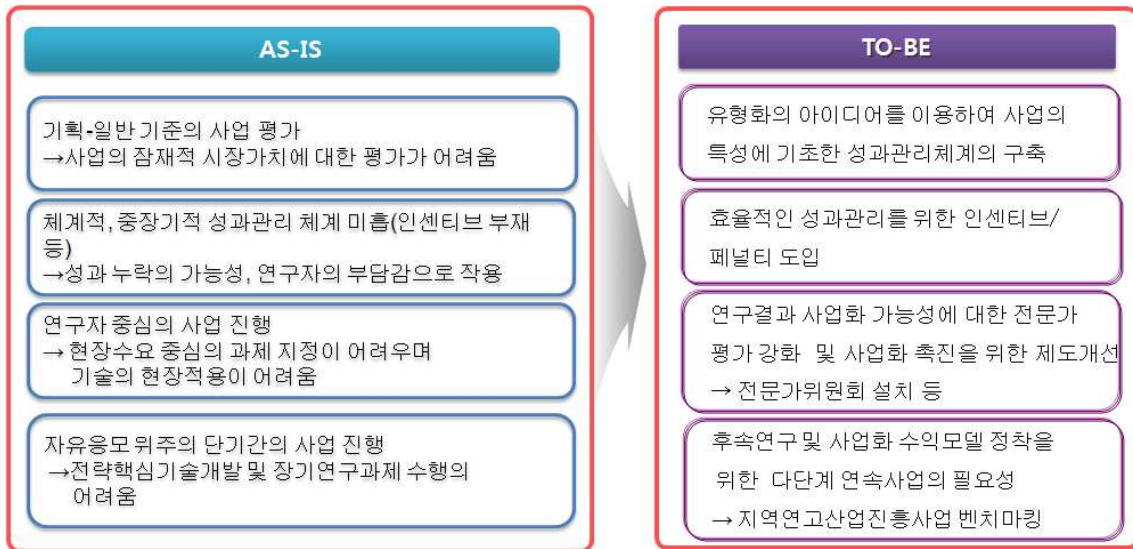 AS-IS
기획-일반 기준의 사업 평가
→사업의 잠재적 시장가치에 대한 평가가 어려움
체계적, 중장기적 성과관리 체계 미흡(인센티브 부재
등)
→성과 누락의 가능성, 연구자의 부담감으로 작용
연구자 중심의 사업 진행
→ 현장수요 중심의 과제 지정이 어려우며
기술의 현장적용이 어려움
자유응모 위주의 단기간의 사업 진행
→전략핵심기술개발 및 장기연구과제 수행의
어려움
TO-BE
유형화의 아이디어를 이용하여 사업의
특성에 기초한 성과관리체계의 구축
효율적인 성과관리를 위한 인센티브/
페널티 도입
연구결과 사업화 가능성에 대한 전문가
평가 강화 및 사업화 촉진을 위한 제도개선
→ 전문가위원회 설치 등
후속연구 및 사업화 수익모델 정착을
위한 다단계 연속사업의 필요성
→ 지역연고산업진흥사업 벤치마킹